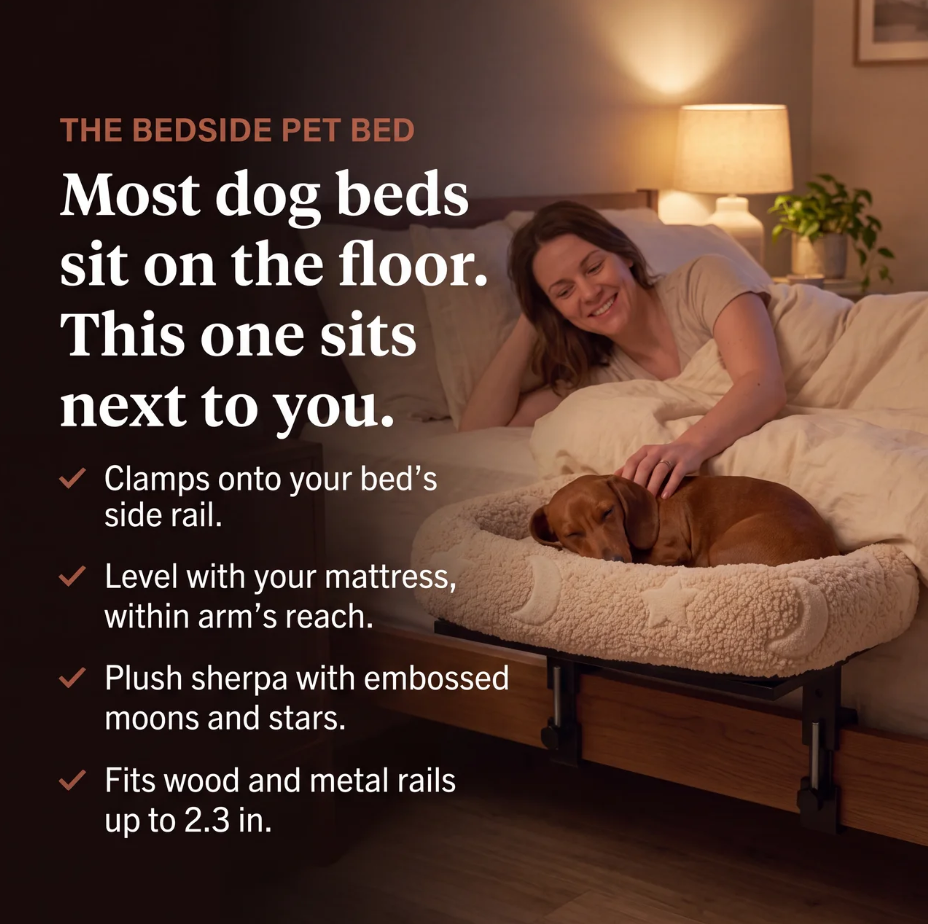 THE BEDSIDE PET BED
Most dog beds
sit on the floor.
This one sits
next to you.
Clamps onto your bed’s
side rail.
Level with your mattress,
within arm’s reach.
Plush sherpa with embossed
moons and stars.
Fits wood and metal rails
up to 2.3 in.